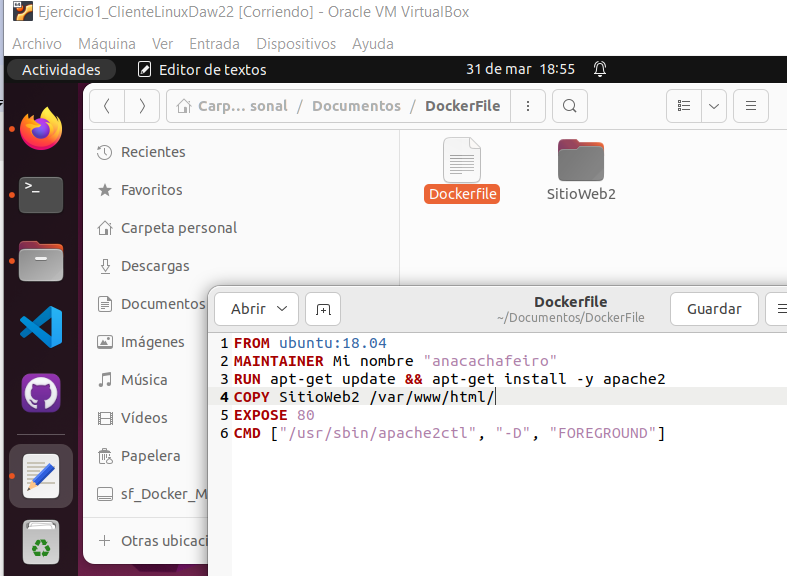 Ejercicio1_ClienteLinuxDaw22 [Corriendo] - Oracle VM VirtualBox
Archivo Máquina Ver Entrada Dispositivos Ayuda
Actividades Editor de textos 31 de mar 18:55
Carp… sonal / Documentos / DockerFile
Recientes
Favoritos
Carpeta personal
Descargas
Documentos
Imágenes
Música
Vídeos
Papelera
sf_Docker_M
Otras ubicaci
Dockerfile SitioWeb2
Abrir Dockerfile Guardar
~/Documentos/DockerFile
1 FROM ubuntu:18.04
2 MAINTAINER Mi nombre "anacachafeiro"
3 RUN apt-get update && apt-get install -y apache2
4 COPY SitioWeb2 /var/www/html/
5 EXPOSE 80
6 CMD ["/usr/sbin/apache2ctl", "-D", "FOREGROUND"]